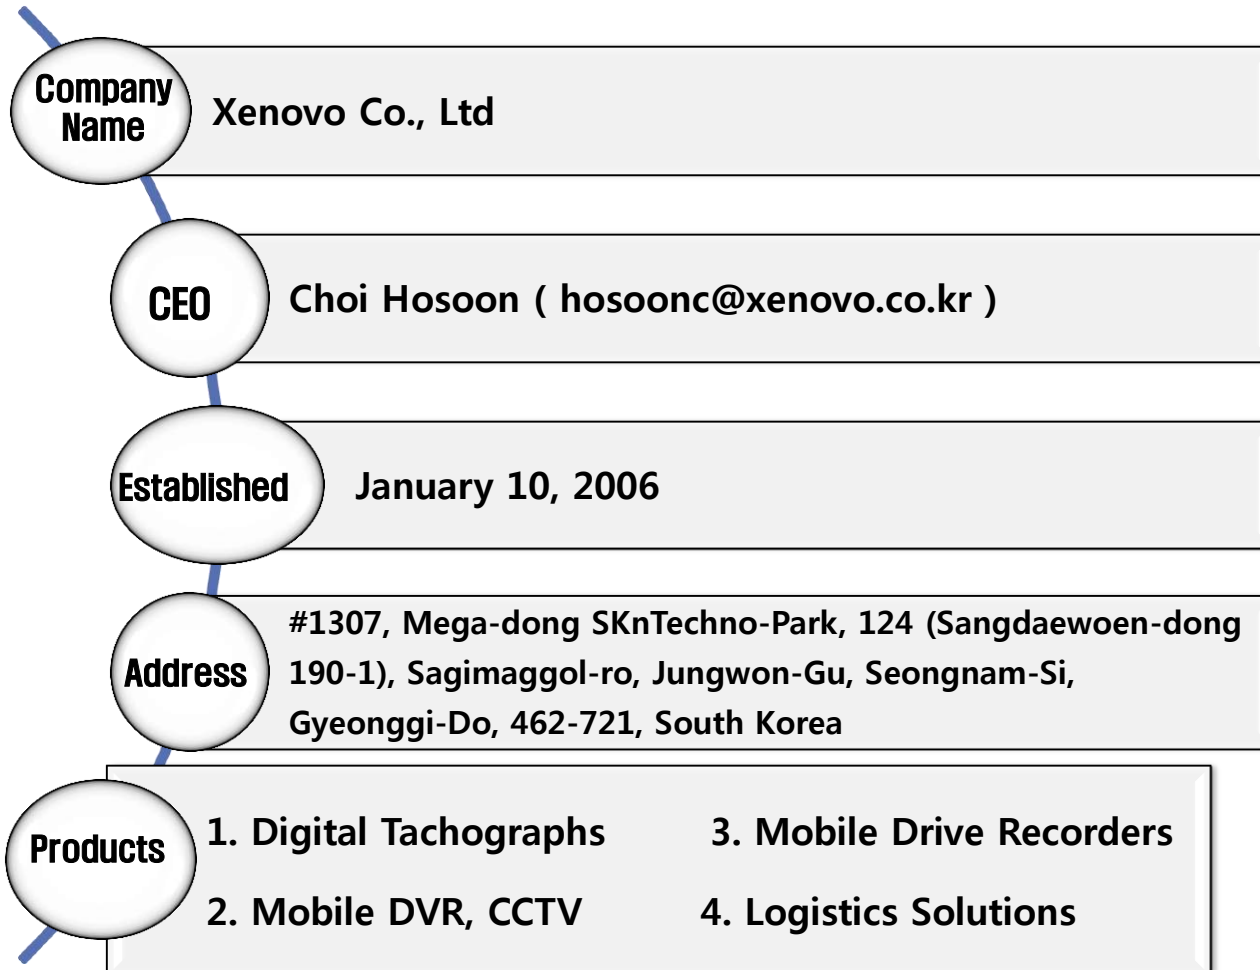 Company
Name
Xenovo Co., Ltd
CEO
Choi Hosoon ( hosoonc@xenovo.co.kr )
Established
January 10, 2006
Address
#1307, Mega-dong SKnTechno-Park, 124 (Sangdaewoen-dong
190-1), Sagimaggol-ro, Jungwon-Gu, Seongnam-Si,
Gyeonggi-Do, 462-721, South Korea
Products
1. Digital Tachographs
3. Mobile Drive Recorders
2. Mobile DVR, CCTV
4. Logistics Solutions